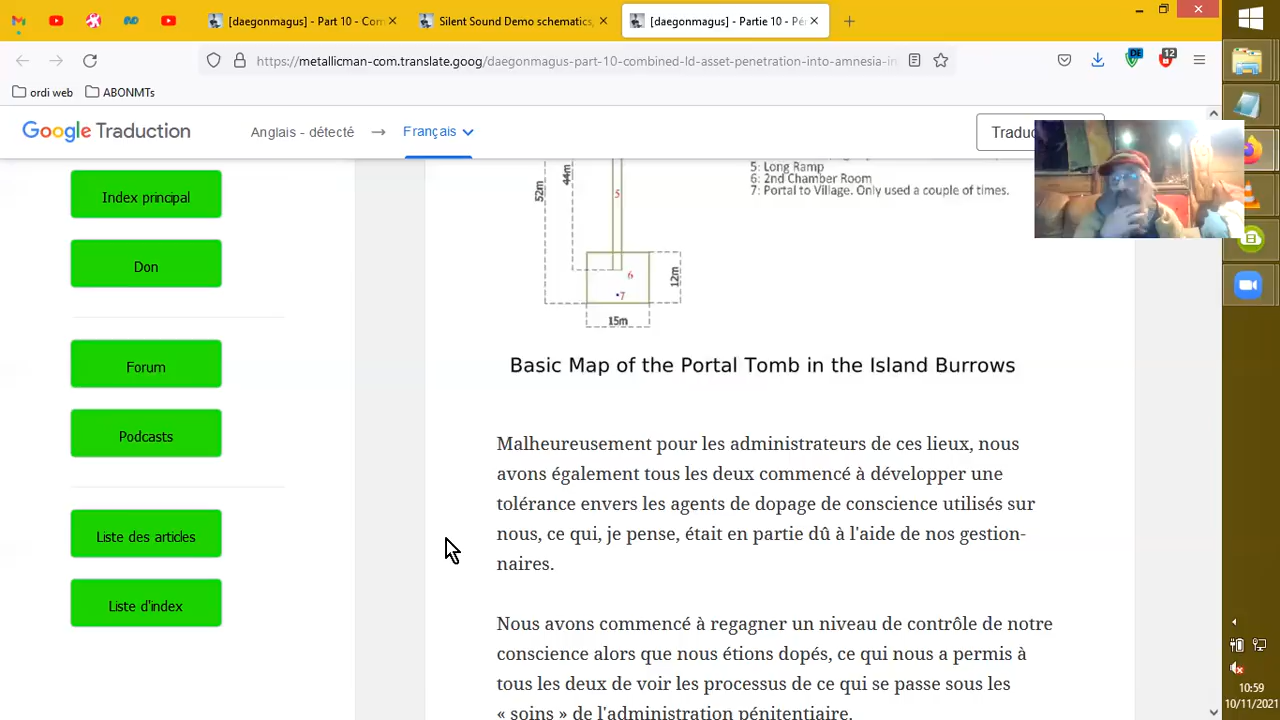 [daegonmagus] - Part 10 - Com
Silent Sound Demo schematics,
[daegonmagus] - Partie 10 - Pé
https://metallicman-com.translate.goog/daegonmagus-part-10-combined-ld-asset-penetration-into-amnesia-in
DE
12
ordi web
ABONMTs
Google Traduction
Anglais - détecté
Français
Traduc
Index principal
Don
Forum
Podcasts
Liste des articles
Liste d'index
5: Long Ramp
6: 2nd Chamber Room
7: Portal to Village. Only used a couple of times.
52m
44m
5
6
7
12m
15m
Basic Map of the Portal Tomb in the Island Burrows
Malheureusement pour les administrateurs de ces lieux, nous
avons également tous les deux commencé à développer une
tolérance envers les agents de dopage de conscience utilisés sur
nous, ce qui, je pense, était en partie dû à l'aide de nos gestion-
naires.
Nous avons commencé à regagner un niveau de contrôle de notre
conscience alors que nous étions dopés, ce qui nous a permis à
tous les deux de voir les processus de ce qui se passe sous les
« soins » de l'administration pénitentiaire.
10:59
10/11/2021